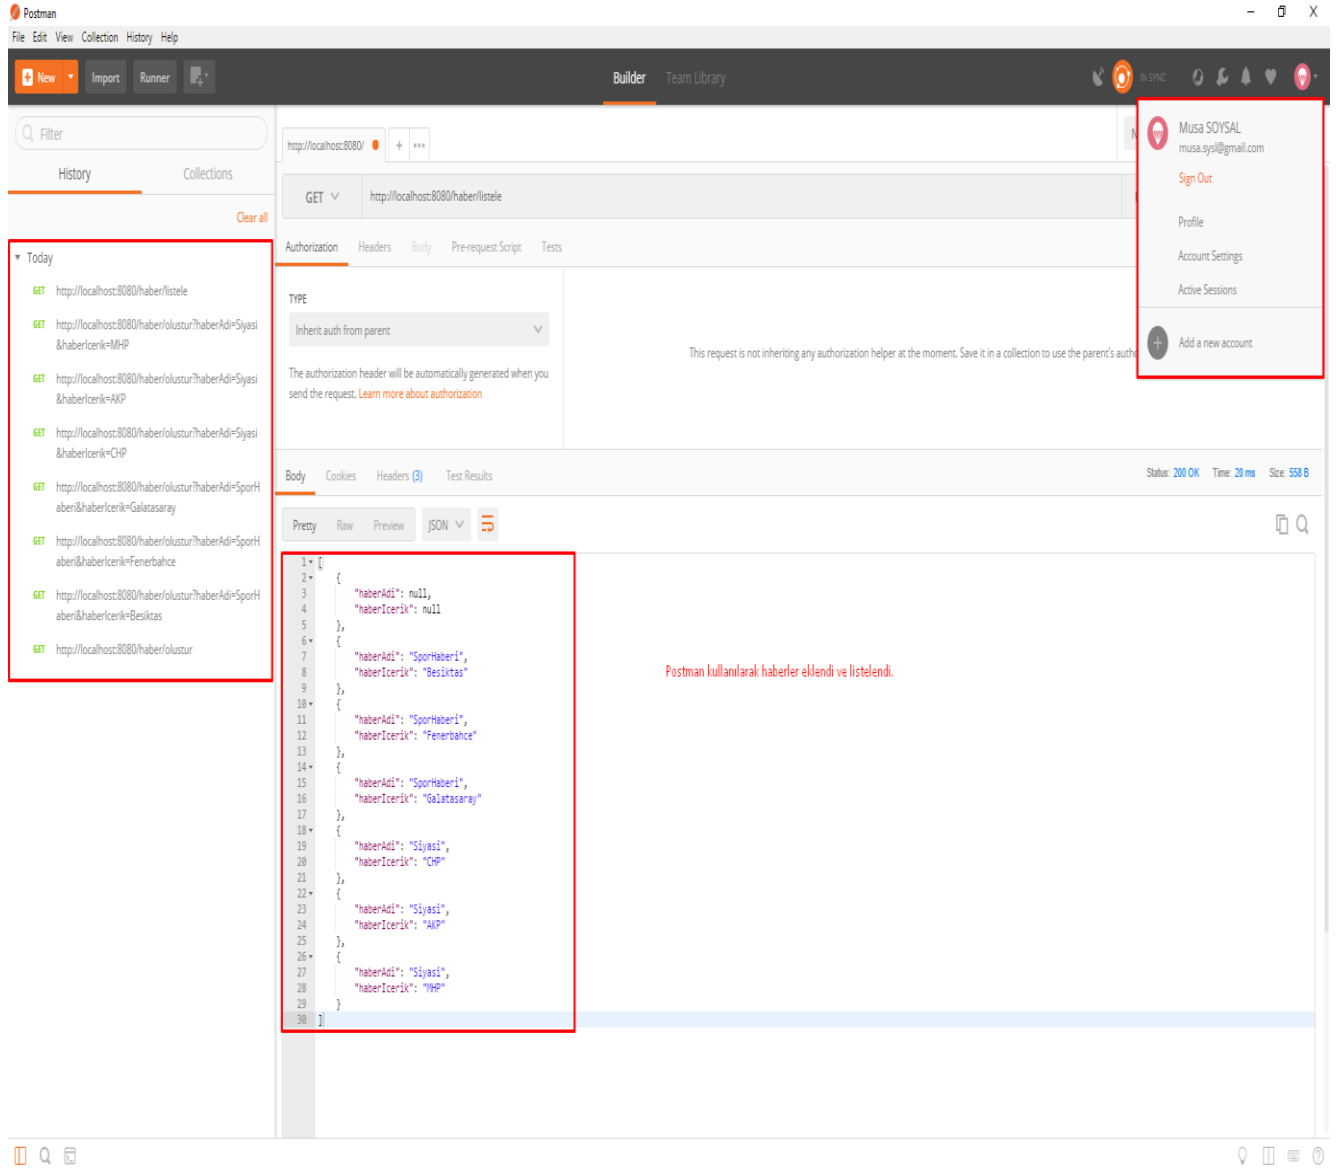 Postman
File Edit View Collection History Help
New Import Runner
Builder Team Library
IN SYNC
Filter
History Collections
Clear all
Today
GET http://localhost:8080/haber/listele
GET http://localhost:8080/haber/olustur?haberAdi=Siyasi
&haberIcerik=MHP
GET http://localhost:8080/haber/olustur?haberAdi=Siyasi
&haberIcerik=AKP
GET http://localhost:8080/haber/olustur?haberAdi=Siyasi
&haberIcerik=CHP
GET http://localhost:8080/haber/olustur?haberAdi=SporH
aberi&haberIcerik=Galatasaray
GET http://localhost:8080/haber/olustur?haberAdi=SporH
aberi&haberIcerik=Fenerbahce
GET http://localhost:8080/haber/olustur?haberAdi=SporH
aberi&haberIcerik=Besiktas
GET http://localhost:8080/haber/olustur
http://localhost:8080/
GET http://localhost:8080/haber/listele
Authorization Headers Body Pre-request Script Tests
TYPE
Inherit auth from parent
The authorization header will be automatically generated when you
send the request. Learn more about authorization
This request is not inheriting any authorization helper at the moment. Save it in a collection to use the parent's autho
Musa SOYSAL
musa.sysl@gmail.com
Sign Out
Profile
Account Settings
Active Sessions
Add a new account
Body Cookies Headers (3) Test Results
Status: 200 OK Time: 20 ms Size: 558 B
Pretty Raw Preview JSON
1 [
2 {
3 "haberAdi": null,
4 "haberIcerik": null
5 },
6 {
7 "haberAdi": "SporHaberi",
8 "haberIcerik": "Besiktas"
9 },
10 {
11 "haberAdi": "SporHaberi",
12 "haberIcerik": "Fenerbahce"
13 },
14 {
15 "haberAdi": "SporHaberi",
16 "haberIcerik": "Galatasaray"
17 },
18 {
19 "haberAdi": "Siyasi",
20 "haberIcerik": "CHP"
21 },
22 {
23 "haberAdi": "Siyasi",
24 "haberIcerik": "AKP"
25 },
26 {
27 "haberAdi": "Siyasi",
28 "haberIcerik": "MHP"
29 }
30 ]
Postman kullanılarak haberler eklendi ve listelendi.